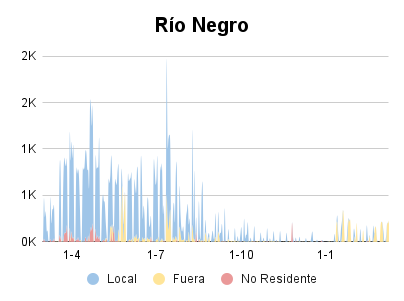 Río Negro
2K
2K
1K
1K
0K
1-4 1-7 1-10 1-1
Local Fuera No Residente